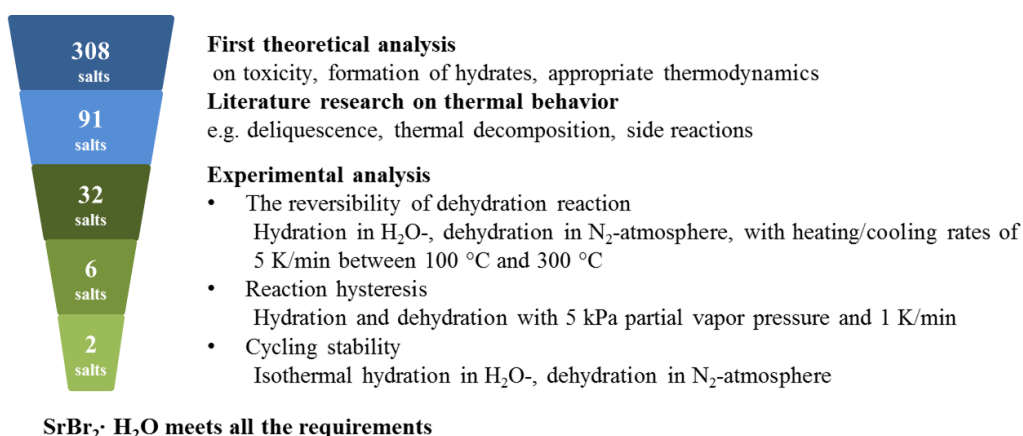 308
salts
First theoretical analysis
on toxicity, formation of hydrates, appropriate thermodynamics
91
salts
Literature research on thermal behavior
e.g. deliquescence, thermal decomposition, side reactions
32
salts
Experimental analysis
• The reversibility of dehydration reaction
Hydration in H₂O-, dehydration in N₂-atmosphere, with heating/cooling rates of
5 K/min between 100 °C and 300 °C
6
salts
• Reaction hysteresis
Hydration and dehydration with 5 kPa partial vapor pressure and 1 K/min
2
salts
• Cycling stability
Isothermal hydration in H₂O-, dehydration in N₂-atmosphere
SrBr₂· H₂O meets all the requirements